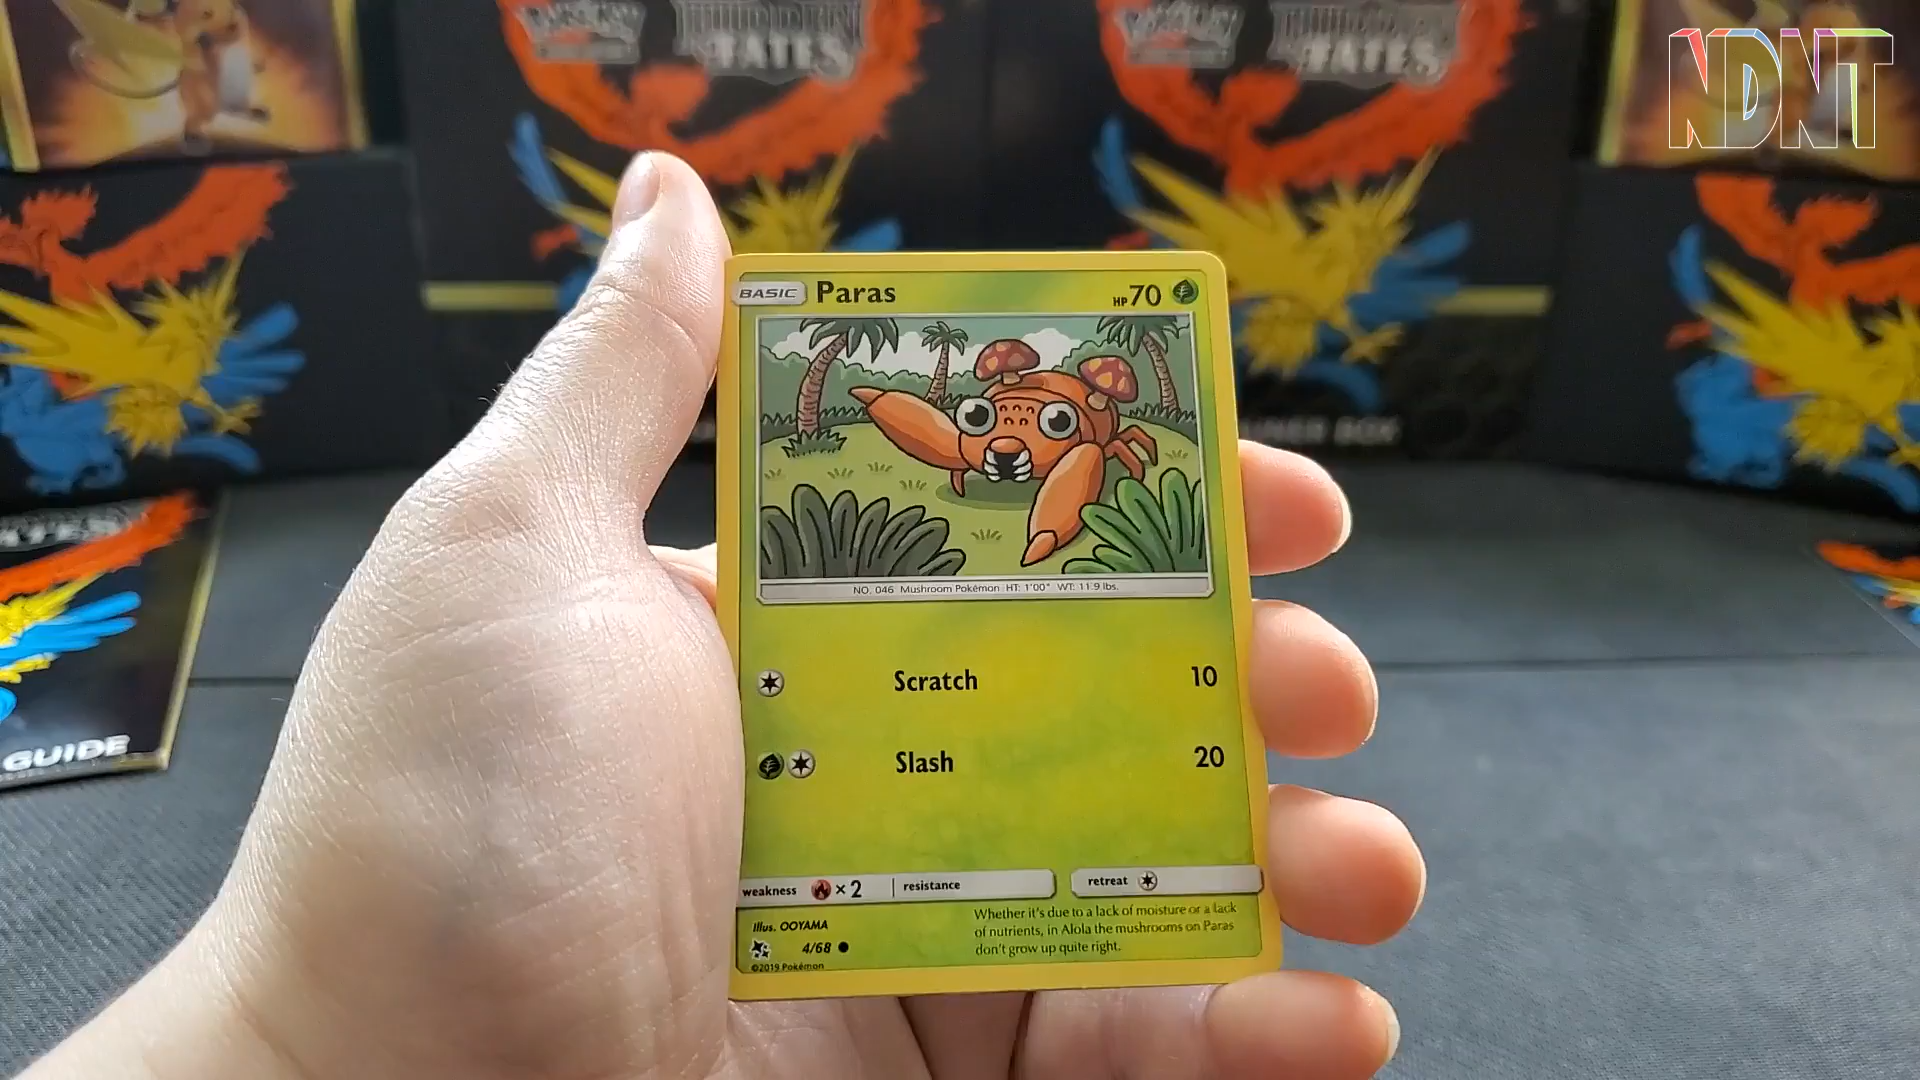 FATES
FATES
NDNT
BASIC Paras HP 70
NO. 046 Mushroom Pokémon HT: 1'00" WT: 11.9 lbs.
Scratch 10
Slash 20
weakness × 2 resistance retreat
Illus. OOYAMA
4/68
©2019 Pokémon
Whether it's due to a lack of moisture or a lack
of nutrients, in Alola the mushrooms on Paras
don't grow up quite right.
BOX
GUIDE